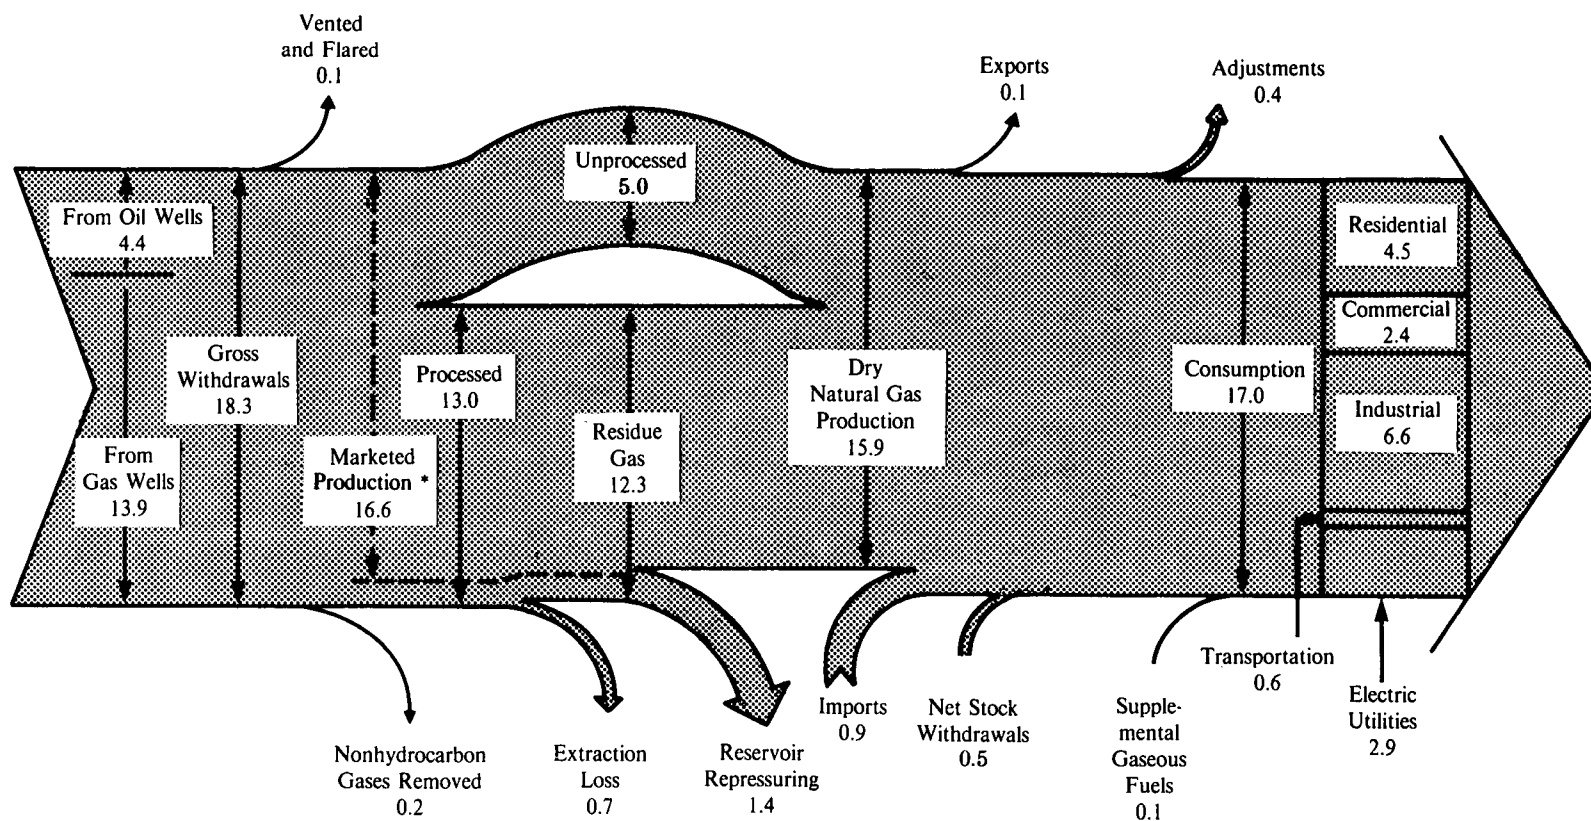 Vented
and Flared
0.1
Exports
0.1
Adjustments
0.4
Unprocessed
5.0
From Oil Wells
4.4
Residential
4.5
Commercial
2.4
Gross
Withdrawals
18.3
Processed
13.0
Dry
Natural Gas
Production
15.9
Consumption
17.0
Industrial
6.6
From
Gas Wells
13.9
Marketed
Production *
16.6
Residue
Gas
12.3
Transportation
0.6
Imports
0.9
Net Stock
Withdrawals
0.5
Supple-
mental
Gaseous
Fuels
0.1
Electric
Utilities
2.9
Nonhydrocarbon
Gases Removed
0.2
Extraction
Loss
0.7
Reservoir
Repressuring
1.4